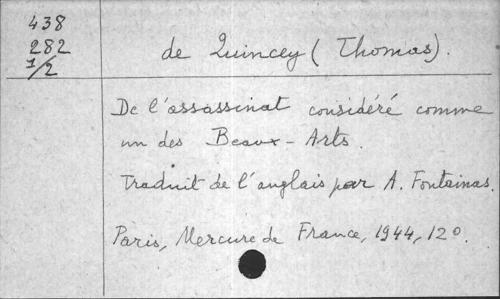 438
282
1/2
de Quincey (Thomas).
De l'assassinat considéré comme
un des Beaux-Arts.
Traduit de l'anglais par A. Fontainas.
Paris, Mercure de France, 1944, 12°.